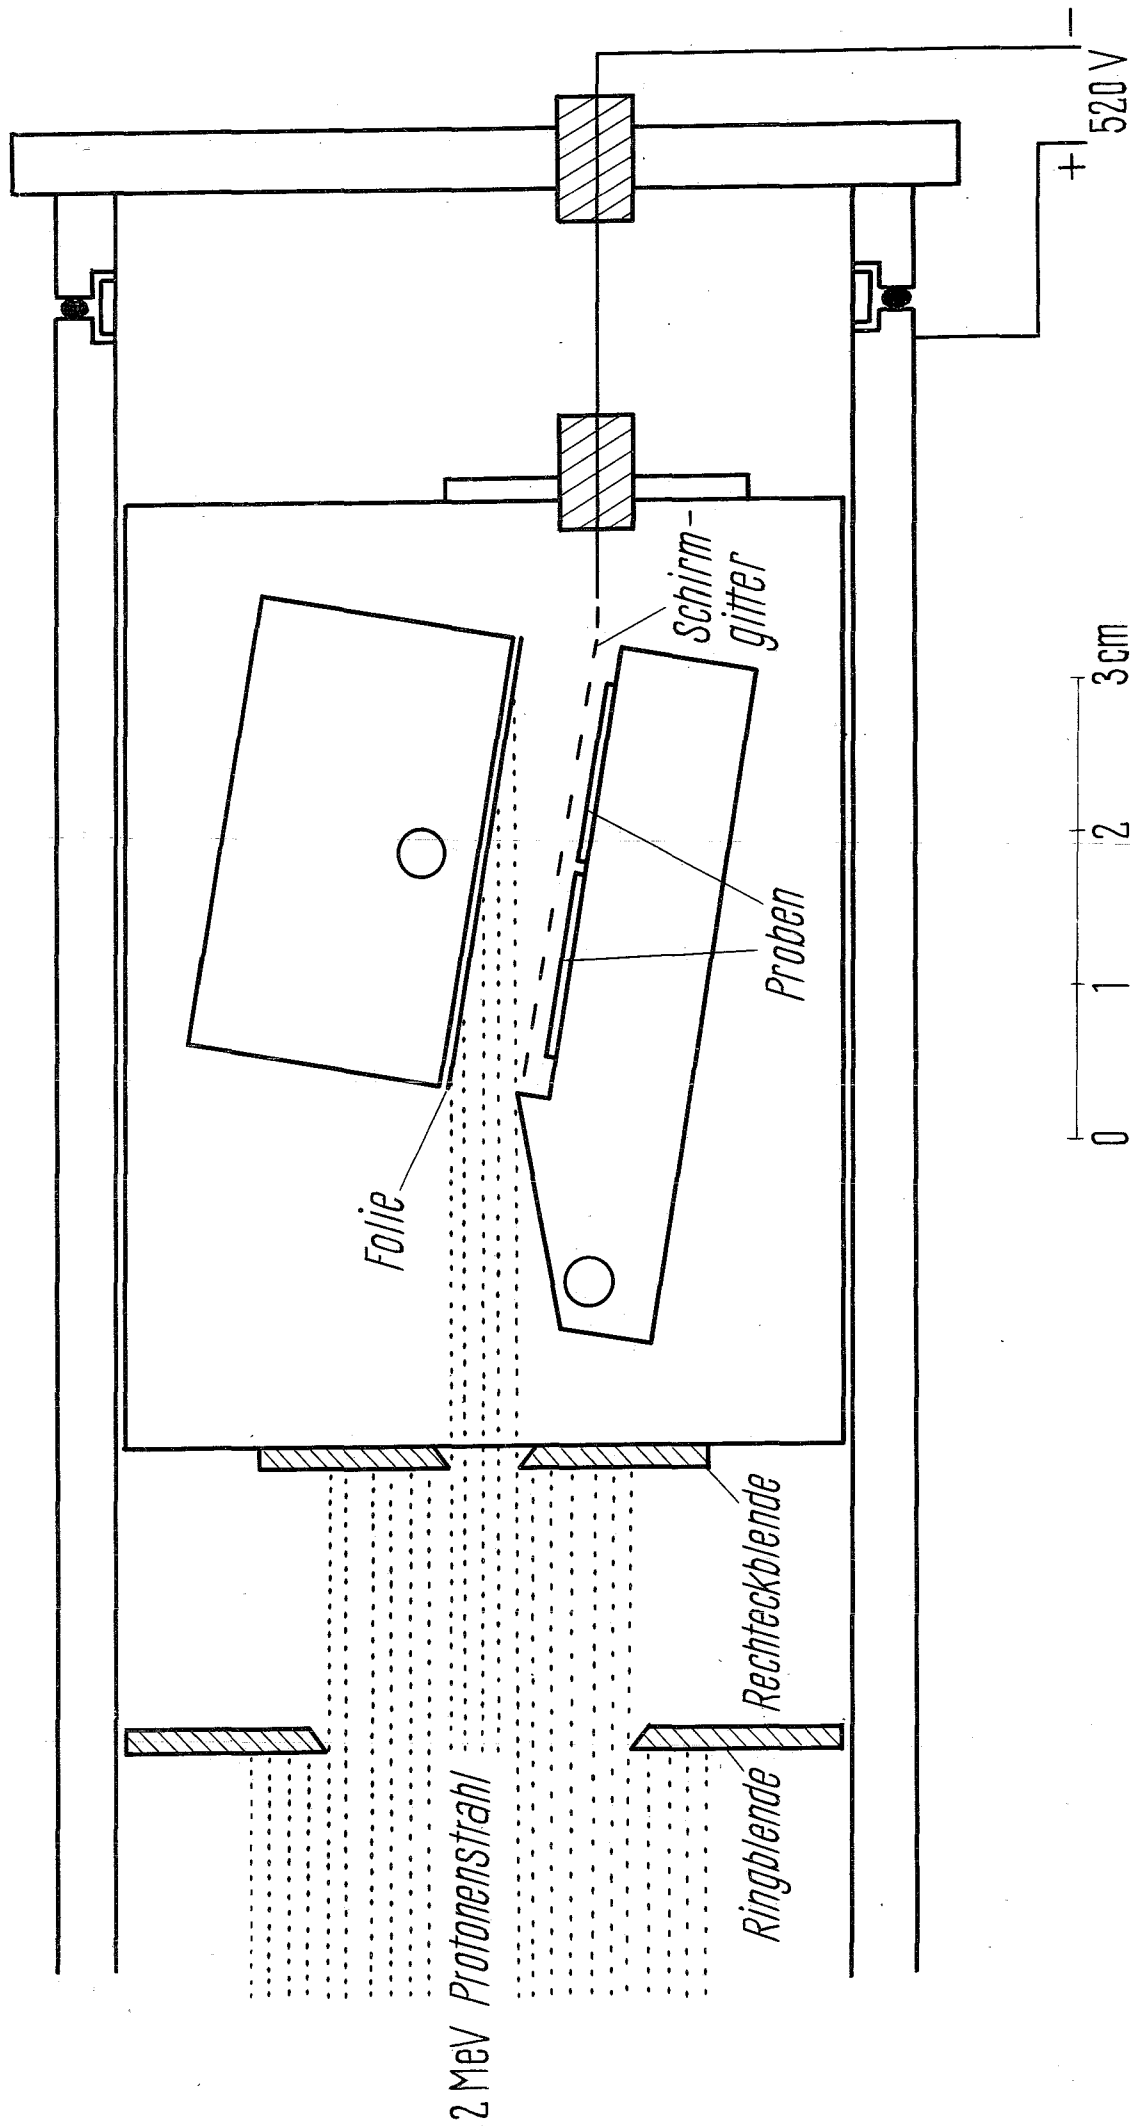 2 MeV Protonenstrahl
Ringblende
Rechteckblende
Folie
Proben
Schirm-
gitter
0 1 2 3 cm
+ 520 V –